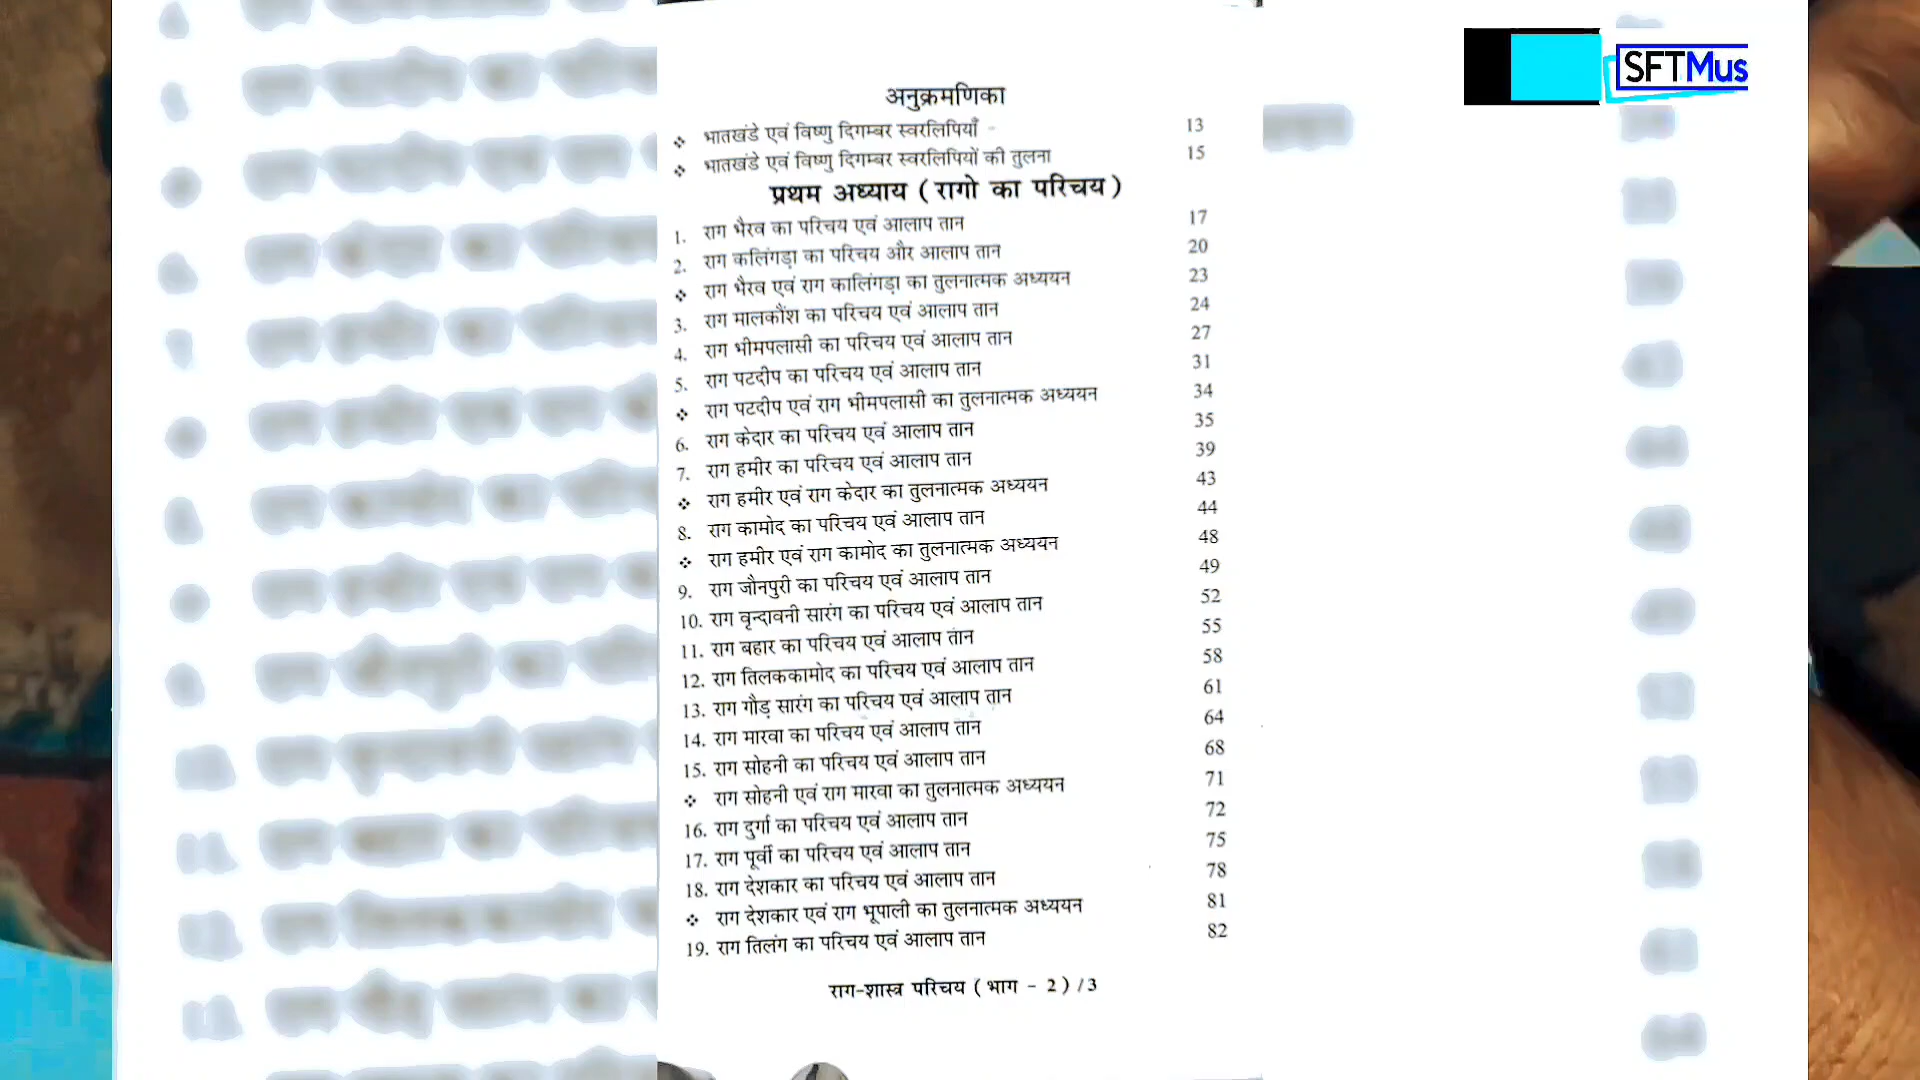 SFTMus
अनुक्रमणिका
❖ भातखंडे एवं विष्णु दिगम्बर स्वरलिपियाँ - 13
❖ भातखंडे एवं विष्णु दिगम्बर स्वरलिपियों की तुलना 15
प्रथम अध्याय ( रागो का परिचय )
1. राग भैरव का परिचय एवं आलाप तान 17
2. राग कलिंगड़ा का परिचय और आलाप तान 20
❖ राग भैरव एवं राग कालिंगड़ा का तुलनात्मक अध्ययन 23
3. राग मालकौंश का परिचय एवं आलाप तान 24
4. राग भीमपलासी का परिचय एवं आलाप तान 27
5. राग पटदीप का परिचय एवं आलाप तान 31
❖ राग पटदीप एवं राग भीमपलासी का तुलनात्मक अध्ययन 34
6. राग केदार का परिचय एवं आलाप तान 35
7. राग हमीर का परिचय एवं आलाप तान 39
❖ राग हमीर एवं राग केदार का तुलनात्मक अध्ययन 43
8. राग कामोद का परिचय एवं आलाप तान 44
❖ राग हमीर एवं राग कामोद का तुलनात्मक अध्ययन 48
9. राग जौनपुरी का परिचय एवं आलाप तान 49
10. राग वृन्दावनी सारंग का परिचय एवं आलाप तान 52
11. राग बहार का परिचय एवं आलाप तान 55
12. राग तिलककामोद का परिचय एवं आलाप तान 58
13. राग गौड़ सारंग का परिचय एवं आलाप तान 61
14. राग मारवा का परिचय एवं आलाप तान 64
15. राग सोहनी का परिचय एवं आलाप तान 68
❖ राग सोहनी एवं राग मारवा का तुलनात्मक अध्ययन 71
16. राग दुर्गा का परिचय एवं आलाप तान 72
17. राग पूर्वी का परिचय एवं आलाप तान 75
18. राग देशकार का परिचय एवं आलाप तान 78
❖ राग देशकार एवं राग भूपाली का तुलनात्मक अध्ययन 81
19. राग तिलंग का परिचय एवं आलाप तान 82
राग-शास्त्र परिचय ( भाग - 2 ) / 3